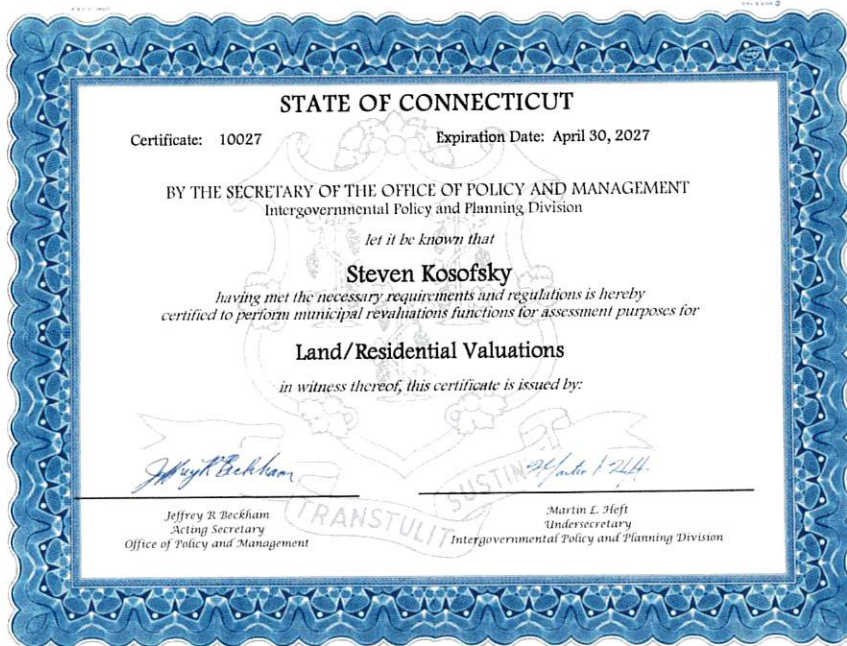 STATE OF CONNECTICUT
Certificate: 10027 Expiration Date: April 30, 2027
BY THE SECRETARY OF THE OFFICE OF POLICY AND MANAGEMENT
Intergovernmental Policy and Planning Division
let it be known that
Steven Kosofsky
having met the necessary requirements and regulations is hereby
certified to perform municipal revaluations functions for assessment purposes for
Land/Residential Valuations
in witness thereof, this certificate is issued by:
Jeffrey R Beckham
TRANSTULIT
SUSTIN
Jeffrey R Beckham
Acting Secretary
Office of Policy and Management
Martin L. Heft
Undersecretary
Intergovernmental Policy and Planning Division